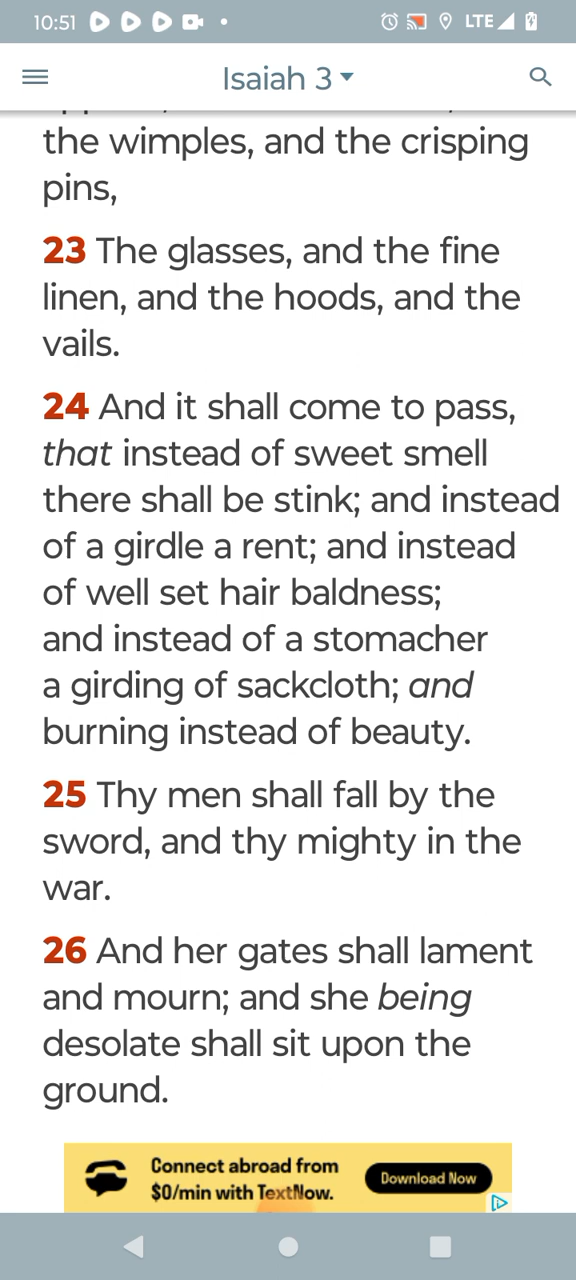 10:51
LTE
Isaiah 3
the wimples, and the crisping
pins,
23 The glasses, and the fine
linen, and the hoods, and the
vails.
24 And it shall come to pass,
that instead of sweet smell
there shall be stink; and instead
of a girdle a rent; and instead
of well set hair baldness;
and instead of a stomacher
a girding of sackcloth; and
burning instead of beauty.
25 Thy men shall fall by the
sword, and thy mighty in the
war.
26 And her gates shall lament
and mourn; and she being
desolate shall sit upon the
ground.
Connect abroad from
$0/min with TextNow.
Download Now